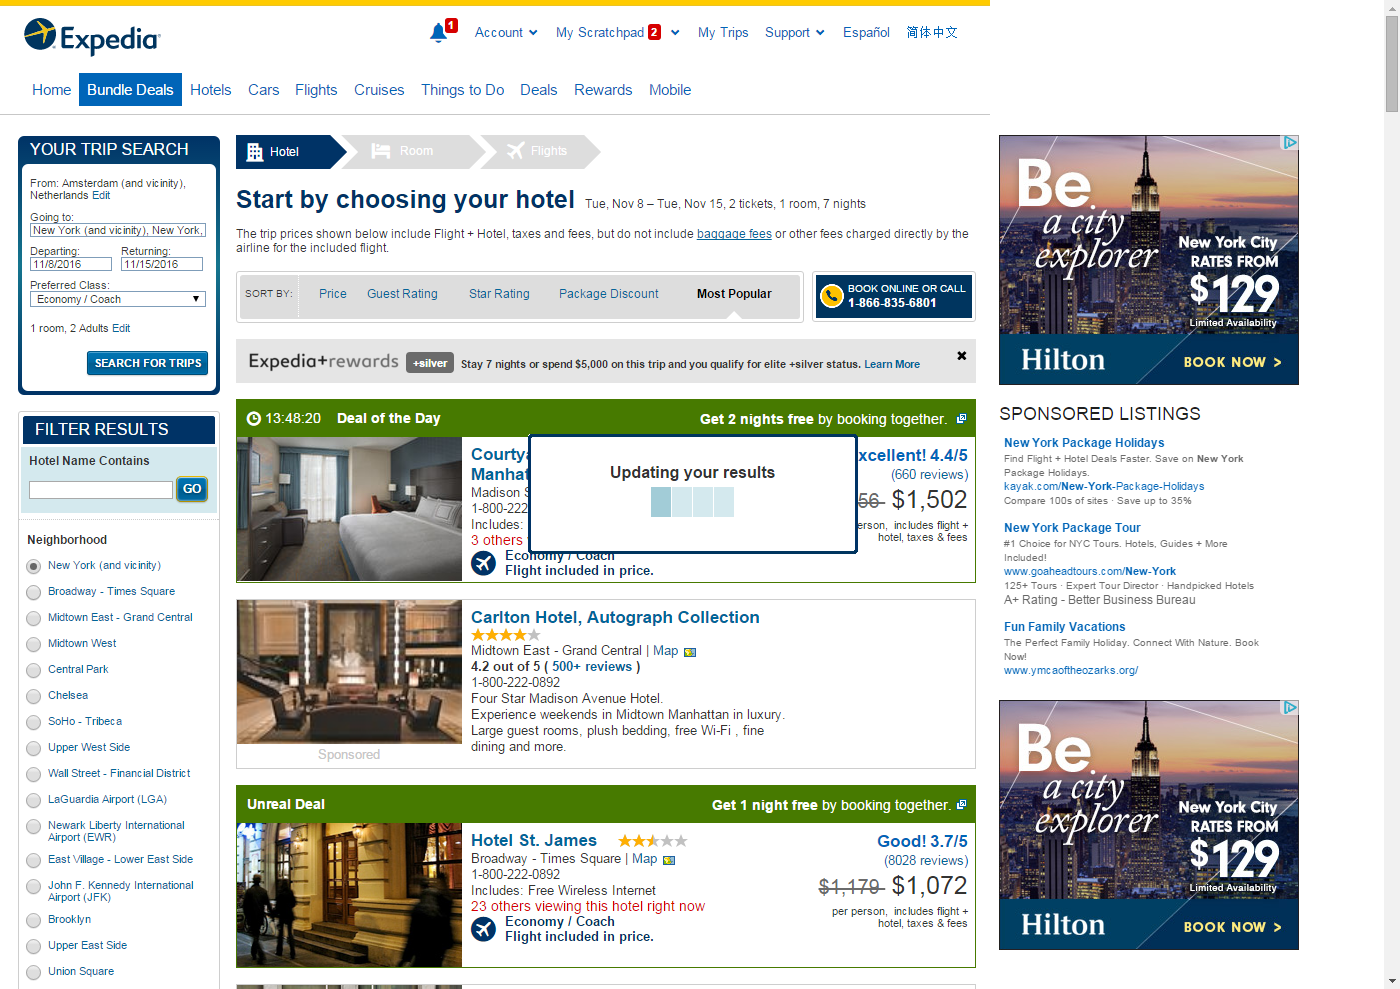 Expedia
1
Account
My Scratchpad 2
My Trips
Support
Español
简体中文
Home
Bundle Deals
Hotels
Cars
Flights
Cruises
Things to Do
Deals
Rewards
Mobile
YOUR TRIP SEARCH
From: Amsterdam (and vicinity),
Netherlands Edit
Going to:
New York (and vicinity), New York,
Departing:
Returning:
11/8/2016
11/15/2016
Preferred Class:
Economy / Coach
1 room, 2 Adults Edit
SEARCH FOR TRIPS
FILTER RESULTS
Hotel Name Contains
GO
Neighborhood
New York (and vicinity)
Broadway - Times Square
Midtown East - Grand Central
Midtown West
Central Park
Chelsea
SoHo - Tribeca
Upper West Side
Wall Street - Financial District
LaGuardia Airport (LGA)
Newark Liberty International
Airport (EWR)
East Village - Lower East Side
John F. Kennedy International
Airport (JFK)
Brooklyn
Upper East Side
Union Square
Hotel
Room
Flights
Start by choosing your hotel
Tue, Nov 8 – Tue, Nov 15, 2 tickets, 1 room, 7 nights
The trip prices shown below include Flight + Hotel, taxes and fees, but do not include baggage fees or other fees charged directly by the
airline for the included flight.
SORT BY:
Price
Guest Rating
Star Rating
Package Discount
Most Popular
BOOK ONLINE OR CALL
1-866-835-6801
Expedia+rewards
+silver
Stay 7 nights or spend $5,000 on this trip and you qualify for elite +silver status. Learn More
13:48:20
Deal of the Day
Get 2 nights free by booking together.
Madison
1-800-222
Includes:
3 others
Economy / Coach
Flight included in price.
4.4/5
(660 reviews)
$1,502
includes flight +
hotel, taxes & fees
Updating your results
Carlton Hotel, Autograph Collection
Midtown East - Grand Central | Map
4.2 out of 5 ( 500+ reviews )
1-800-222-0892
Four Star Madison Avenue Hotel.
Experience weekends in Midtown Manhattan in luxury.
Large guest rooms, plush bedding, free Wi-Fi , fine
dining and more.
Sponsored
Unreal Deal
Get 1 night free by booking together.
Hotel St. James
Broadway - Times Square | Map
1-800-222-0892
Includes: Free Wireless Internet
23 others viewing this hotel right now
Economy / Coach
Flight included in price.
Good! 3.7/5
(8028 reviews)
$1,179 $1,072
per person, includes flight +
hotel, taxes & fees
Be
a city
explorer
New York City
RATES FROM
$129
Limited Availability
Hilton
BOOK NOW >
SPONSORED LISTINGS
New York Package Holidays
Find Flight + Hotel Deals Faster. Save on New York
Package Holidays.
kayak.com/New-York-Package-Holidays
Compare 100s of sites · Save up to 35%
New York Package Tour
#1 Choice for NYC Tours. Hotels, Guides + More
Included!
www.goaheadtours.com/New-York
125+ Tours · Expert Tour Director · Handpicked Hotels
A+ Rating - Better Business Bureau
Fun Family Vacations
The Perfect Family Holiday. Connect With Nature. Book
Now!
www.ymcaoftheozarks.org/
Be
a city
explorer
New York City
RATES FROM
$129
Limited Availability
Hilton
BOOK NOW >